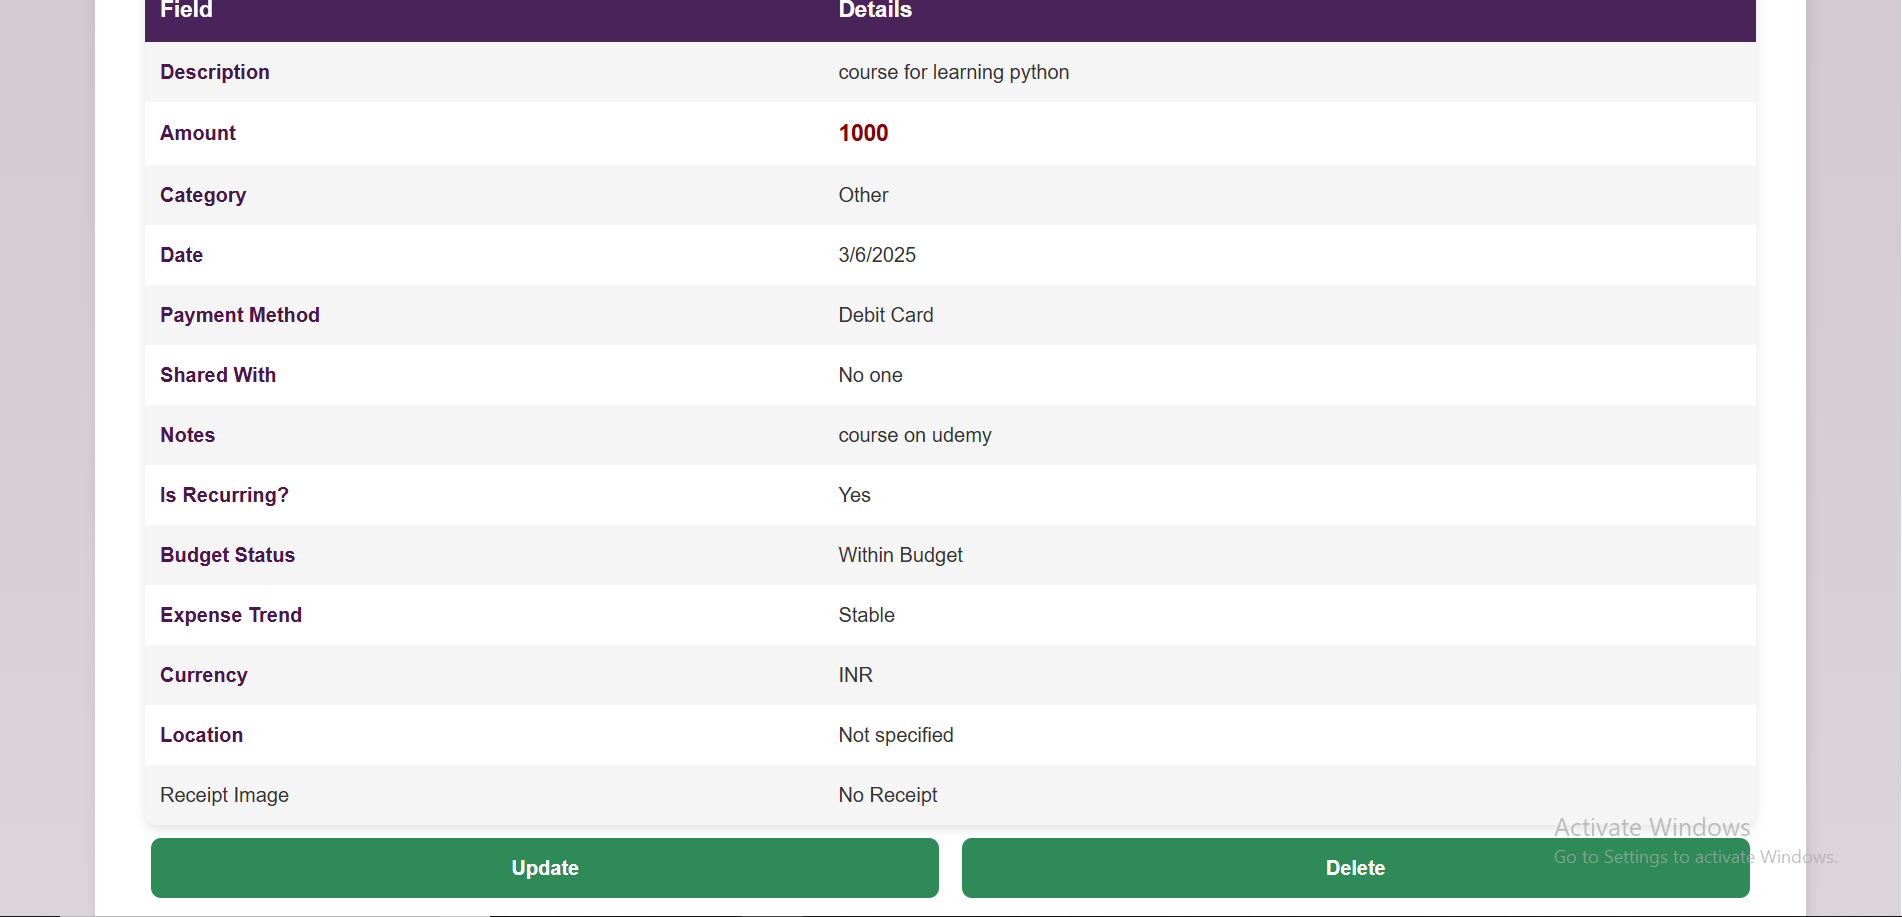 Field Details
Description course for learning python
Amount 1000
Category Other
Date 3/6/2025
Payment Method Debit Card
Shared With No one
Notes course on udemy
Is Recurring? Yes
Budget Status Within Budget
Expense Trend Stable
Currency INR
Location Not specified
Receipt Image No Receipt
Activate Windows
Go to Settings to activate Windows.
Update Delete